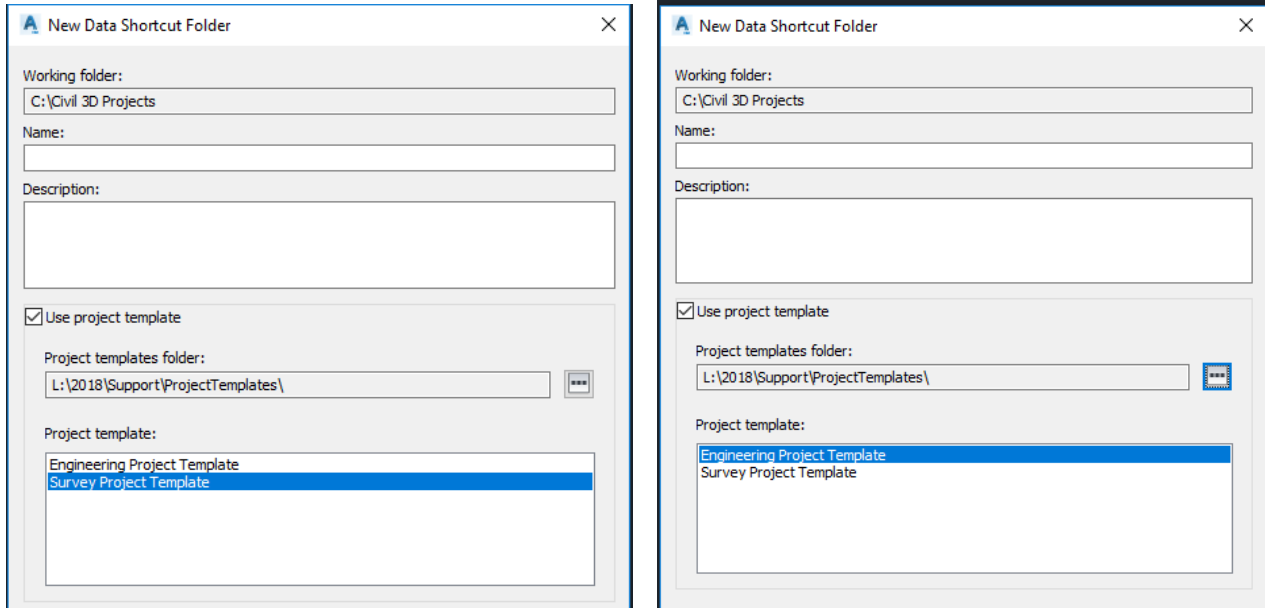 New Data Shortcut Folder
Working folder:
C:\Civil 3D Projects
Name:
Description:
Use project template
Project templates folder:
L:\2018\Support\ProjectTemplates\
Project template:
Engineering Project Template
Survey Project Template
New Data Shortcut Folder
Working folder:
C:\Civil 3D Projects
Name:
Description:
Use project template
Project templates folder:
L:\2018\Support\ProjectTemplates\
Project template:
Engineering Project Template
Survey Project Template